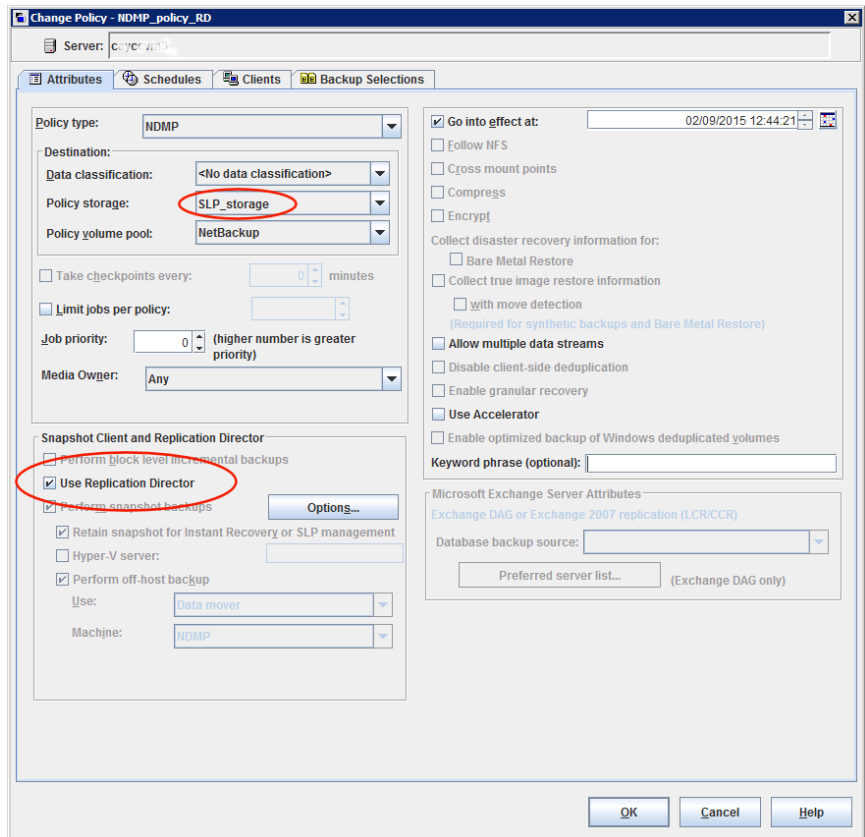 Change Policy - NDMP_policy_RD
Server:
Attributes
Schedules
Clients
Backup Selections
Policy type:
NDMP
Destination:
Data classification:
<No data classification>
Policy storage:
SLP_storage
Policy volume pool:
NetBackup
Take checkpoints every:
0
minutes
Limit jobs per policy:
Job priority:
0
(higher number is greater
priority)
Media Owner:
Any
Snapshot Client and Replication Director
Perform block level incremental backups
Use Replication Director
Perform snapshot backups
Options...
Retain snapshot for Instant Recovery or SLP management
Hyper-V server:
Perform off-host backup
Use:
Data mover
Machine:
NDMP
Go into effect at:
02/09/2015 12:44:21
Follow NFS
Cross mount points
Compress
Encrypt
Collect disaster recovery information for:
Bare Metal Restore
Collect true image restore information
with move detection
(Required for synthetic backups and Bare Metal Restore)
Allow multiple data streams
Disable client-side deduplication
Enable granular recovery
Use Accelerator
Enable optimized backup of Windows deduplicated volumes
Keyword phrase (optional):
Microsoft Exchange Server Attributes
Exchange DAG or Exchange 2007 replication (LCR/CCR)
Database backup source:
Preferred server list...
(Exchange DAG only)
OK
Cancel
Help